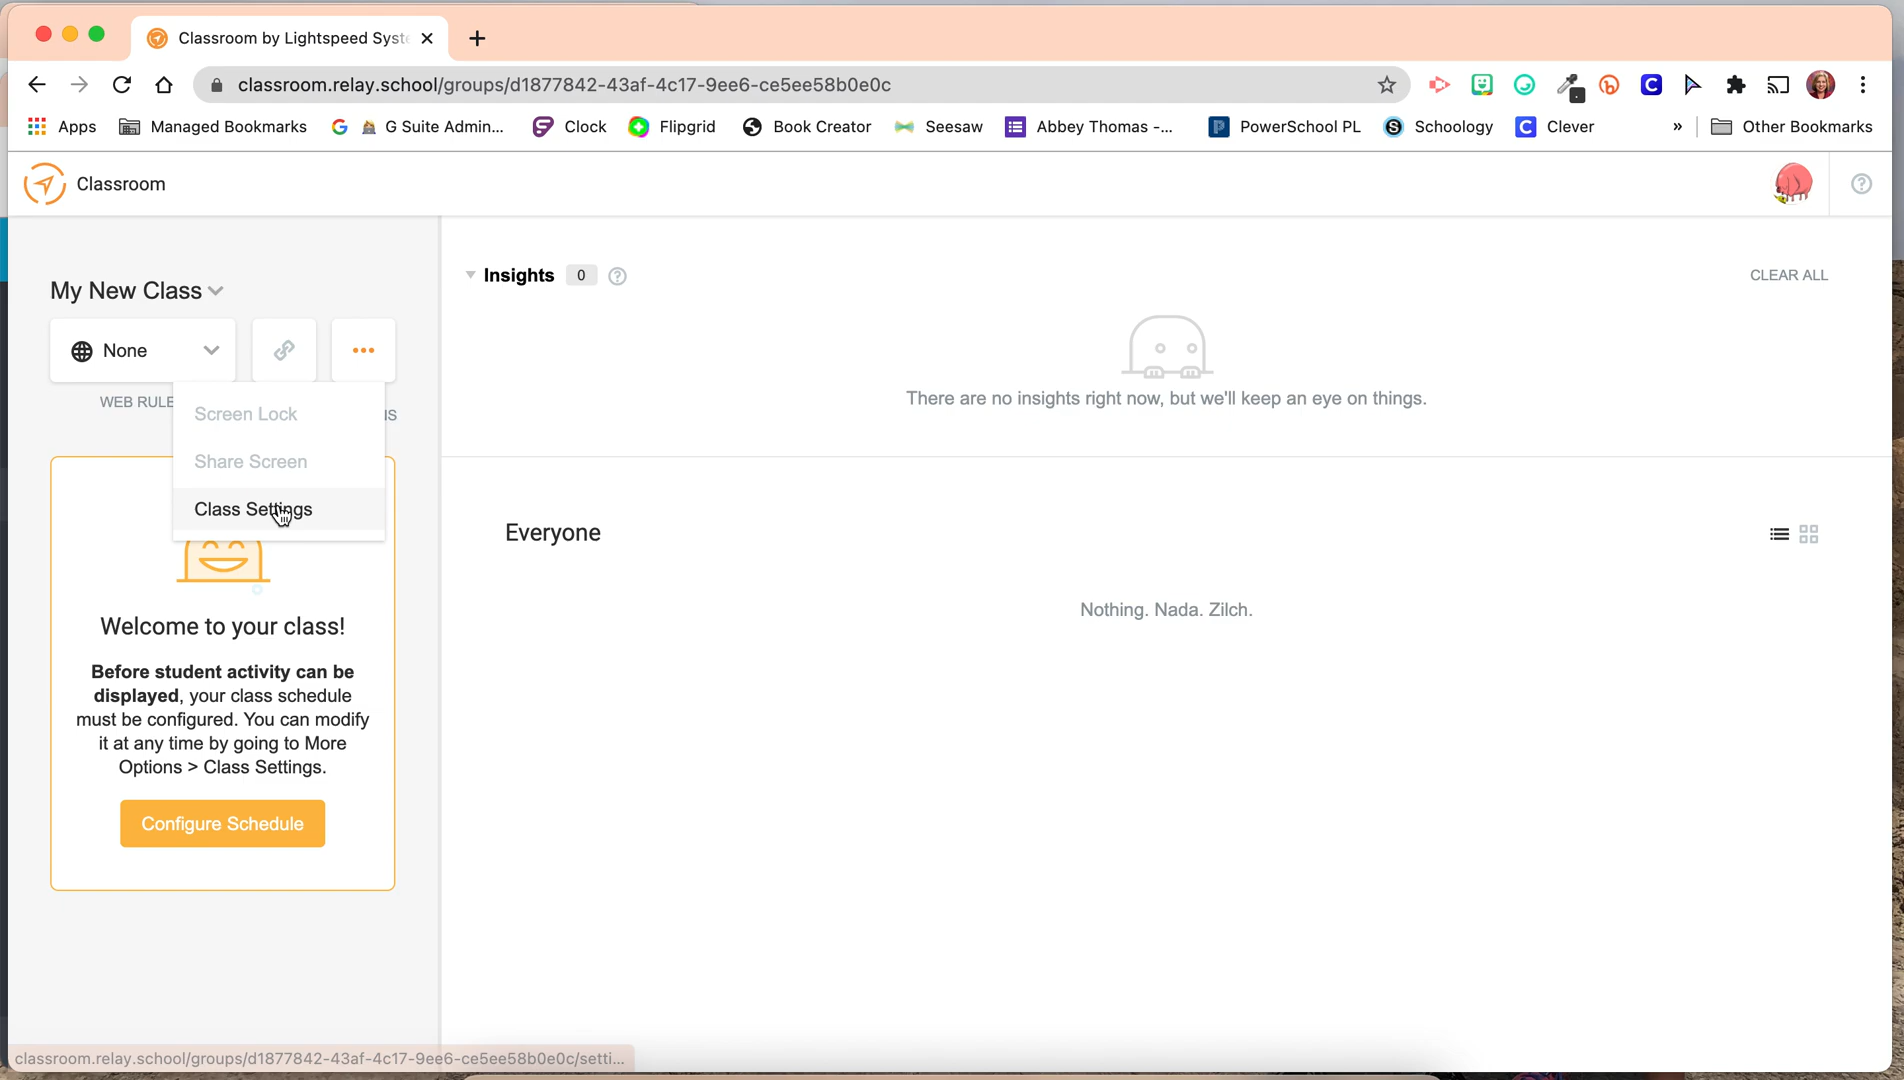 Classroom by Lightspeed Syst
classroom.relay.school/groups/d1877842-43af-4c17-9ee6-ce5ee58b0e0c
Apps Managed Bookmarks G Suite Admin... Clock Flipgrid Book Creator Seesaw Abbey Thomas -... PowerSchool PL Schoology Clever » Other Bookmarks
Classroom
Insights 0 CLEAR ALL
My New Class
None
There are no insights right now, but we'll keep an eye on things.
WEB RULE
Screen Lock
Share Screen
Class Settings
Everyone
Nothing. Nada. Zilch.
Welcome to your class!
Before student activity can be
displayed, your class schedule
must be configured. You can modify
it at any time by going to More
Options > Class Settings.
Configure Schedule
classroom.relay.school/groups/d1877842-43af-4c17-9ee6-ce5ee58b0e0c/setti...